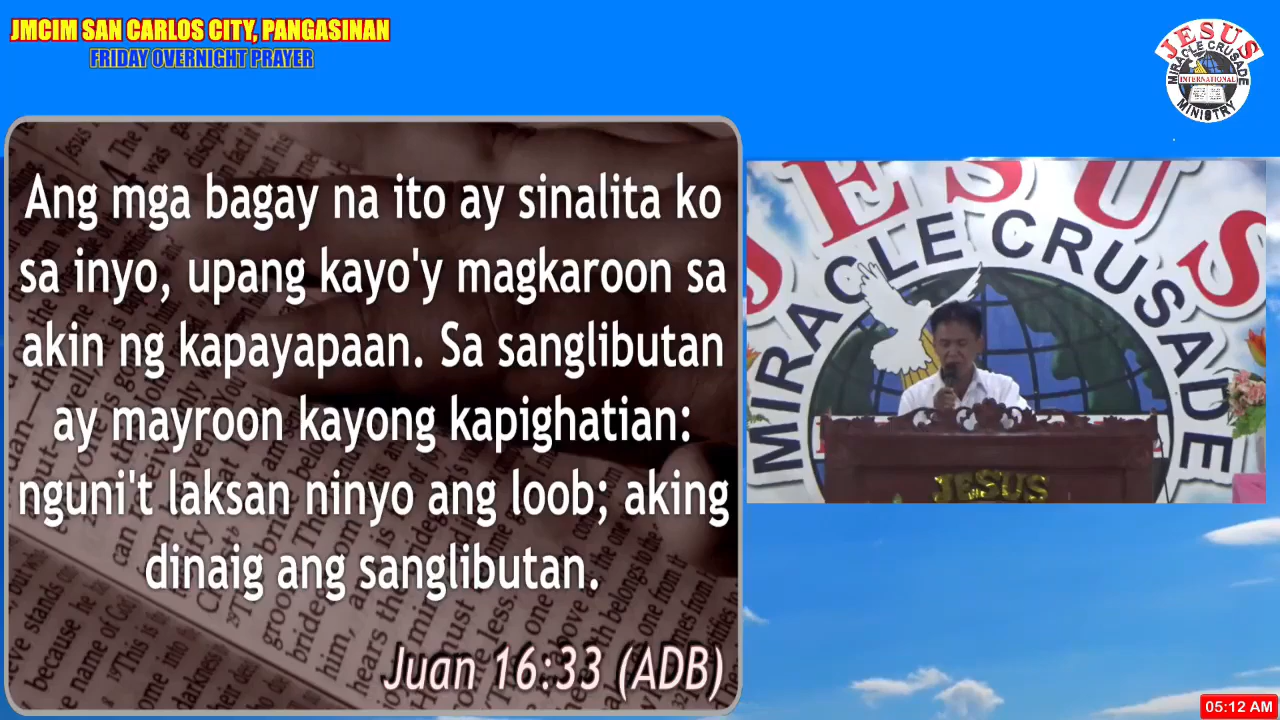 JMCIM SAN CARLOS CITY, PANGASINAN
FRIDAY OVERNIGHT PRAYER
JESUS
MIRACLE CRUSADE
INTERNATIONAL
MINISTRY
Ang mga bagay na ito ay sinalita ko
sa inyo, upang kayo'y magkaroon sa
akin ng kapayapaan. Sa sanglibutan
ay mayroon kayong kapighatian:
nguni't laksan ninyo ang loob; aking
dinaig ang sanglibutan.
Juan 16:33 (ADB)
JESUS
MIRACLE CRUSADE
JESUS
05:12 AM